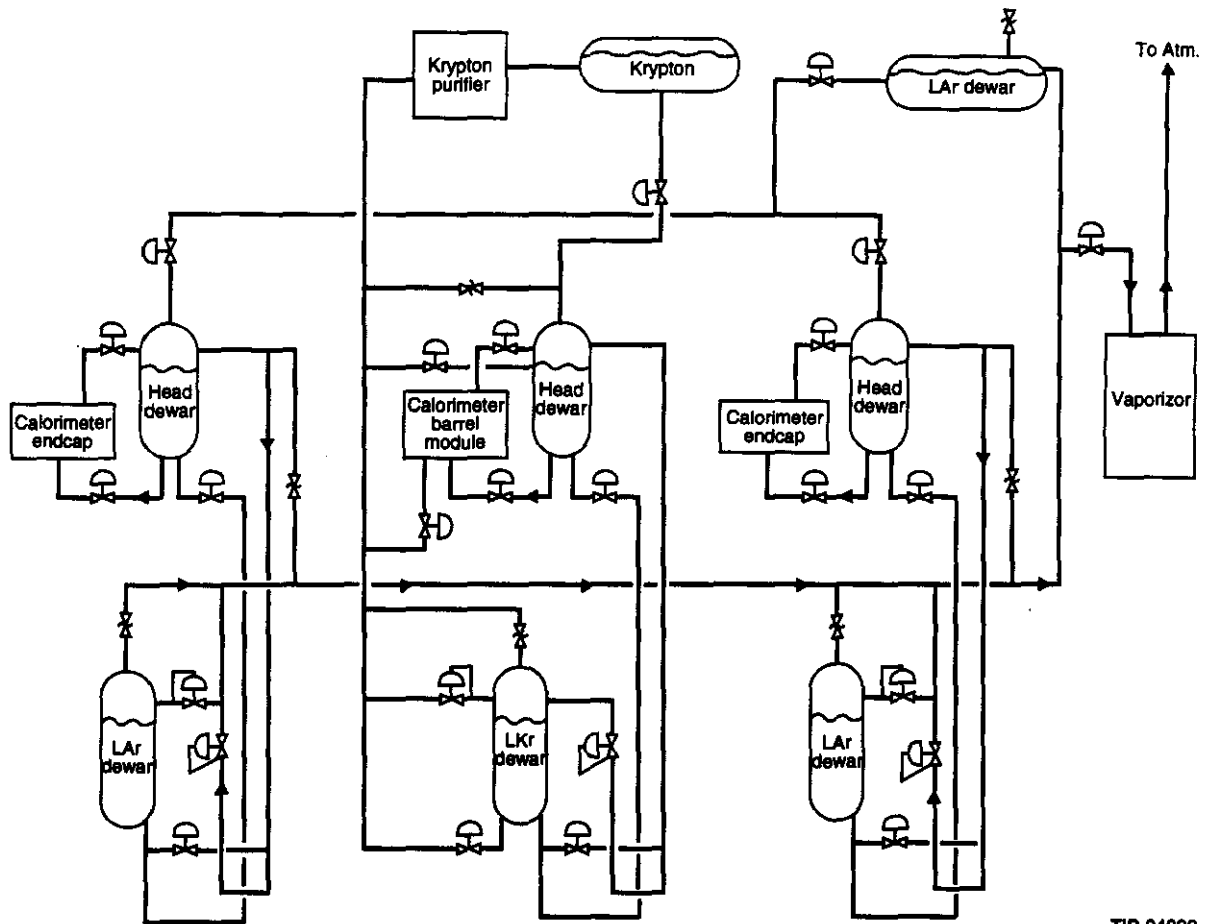 Krypton
purifier
Krypton
LAr dewar
To Atm.
Head
dewar
Calorimeter
endcap
Calorimeter
barrel
module
Head
dewar
Calorimeter
endcap
Head
dewar
Vaporizor
LAr
dewar
LKr
dewar
LAr
dewar